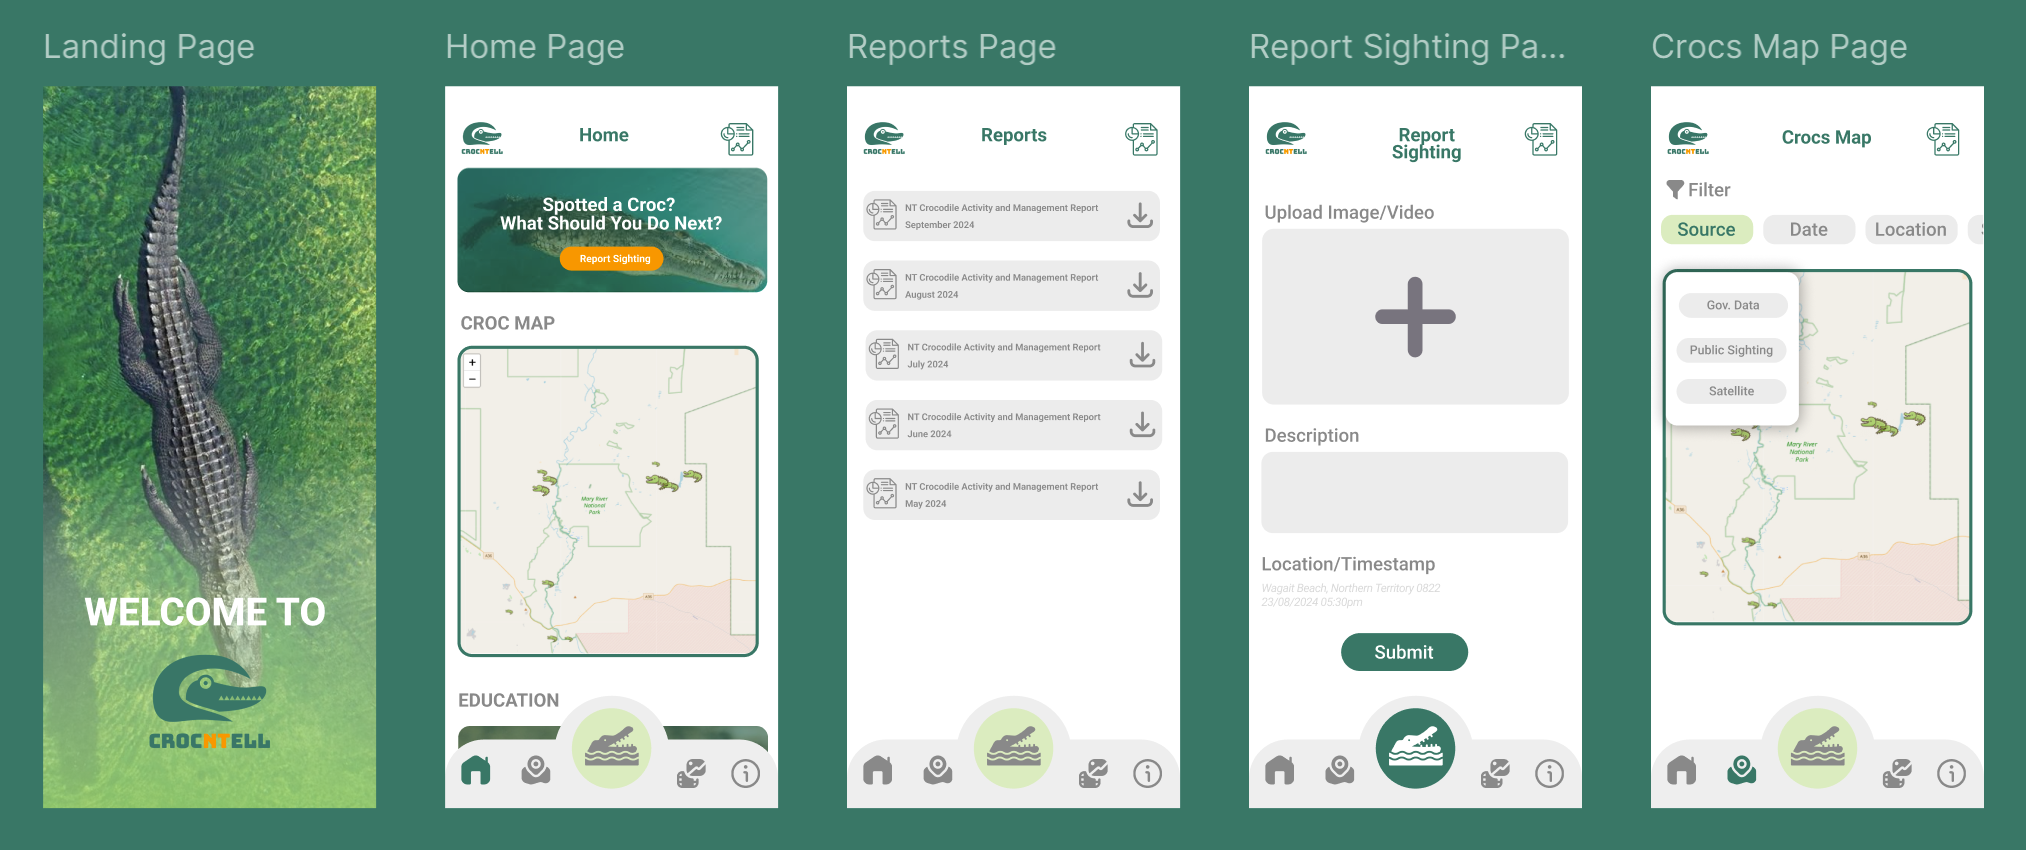 Landing Page
WELCOME TO
CROCNTELL
Home Page
CROCNTELL
Home
Spotted a Croc?
What Should You Do Next?
Report Sighting
CROC MAP
+
−
Mary River
National
Park
EDUCATION
Reports Page
CROCNTELL
Reports
NT Crocodile Activity and Management Report
September 2024
NT Crocodile Activity and Management Report
August 2024
NT Crocodile Activity and Management Report
July 2024
NT Crocodile Activity and Management Report
June 2024
NT Crocodile Activity and Management Report
May 2024
Report Sighting Pa...
CROCNTELL
Report
Sighting
Upload Image/Video
Description
Location/Timestamp
Wagait Beach, Northern Territory 0822
23/08/2024 05:30pm
Submit
Crocs Map Page
CROCNTELL
Crocs Map
Filter
Source Date Location
Gov. Data
Public Sighting
Satellite
Mary River
National
Park